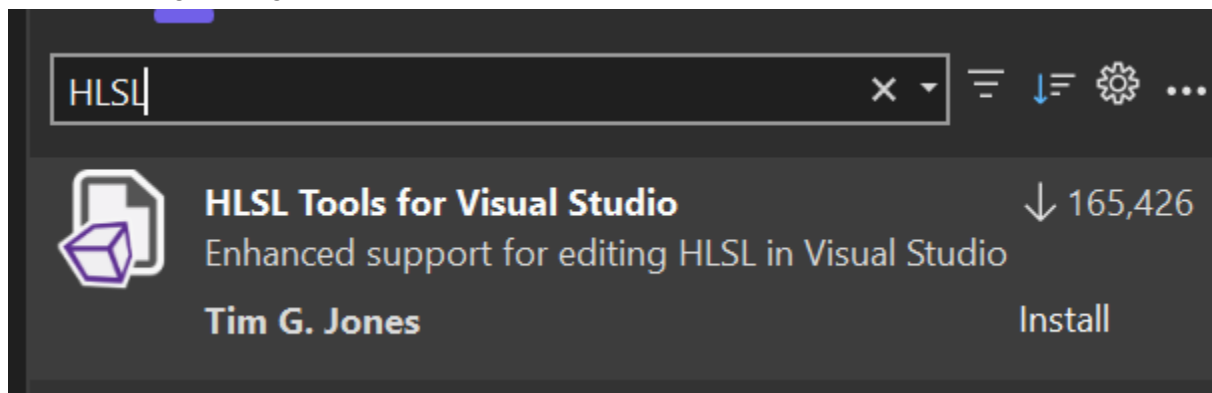 HLSL
HLSL Tools for Visual Studio
165,426
Enhanced support for editing HLSL in Visual Studio
Tim G. Jones
Install